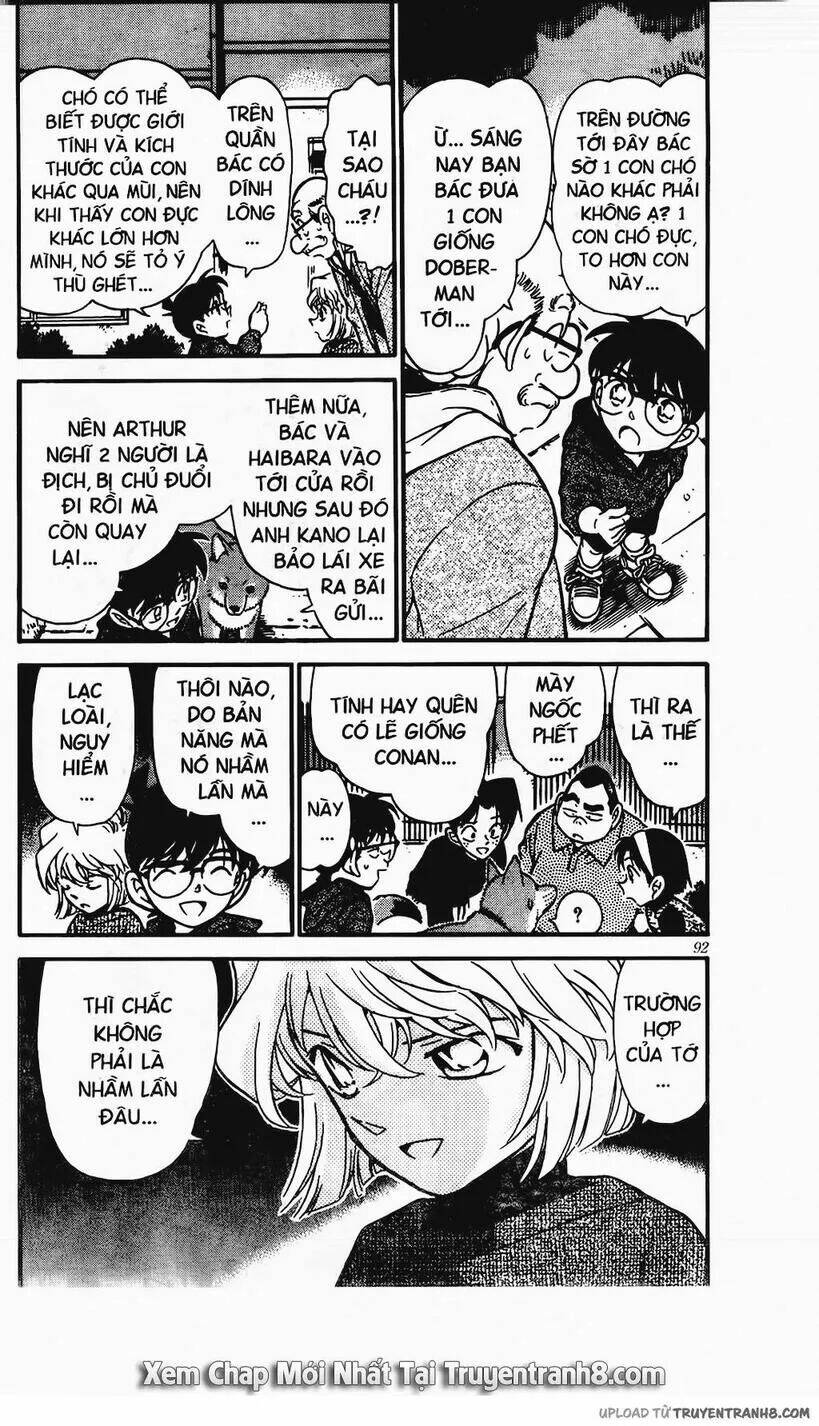 TRÊN ĐƯỜNG
TỚI ĐÂY BÁC
SỜ 1 CON CHÓ
NÀO KHÁC PHẢI
KHÔNG Ạ? 1
CON CHÓ ĐỰC,
TO HƠN CON
NÀY...
Ừ... SÁNG
NAY BẠN
BÁC ĐƯA
1 CON
GIỐNG
DOBER-
MAN
TỚI...
TẠI
SAO
CHÁU
...?!
TRÊN
QUẦN
BÁC CÓ
DÍNH
LÔNG
...
CHÓ CÓ THỂ
BIẾT ĐƯỢC GIỚI
TÍNH VÀ KÍCH
THƯỚC CỦA CON
KHÁC QUA MÙI, NÊN
KHI THẤY CON ĐỰC
KHÁC LỚN HƠN
MÌNH, NÓ SẼ TỎ Ý
THÙ GHÉT...
THÊM NỮA,
BÁC VÀ
HAIBARA VÀO
TỚI CỬA RỒI
NHƯNG SAU ĐÓ
ANH KANO LẠI
BẢO LÁI XE
RA BÃI
GỬI...
NÊN ARTHUR
NGHĨ 2 NGƯỜI LÀ
ĐỊCH, BỊ CHỦ ĐUỔI
ĐI RỒI MÀ
CÒN QUAY
LẠI...
THÌ RA
LÀ THẾ
...
MÀY
NGỐC
PHẾT
...
TÍNH HAY QUÊN
CÓ LẼ GIỐNG
CONAN...
NÀY
...
?
THÔI NÀO,
DO BẢN
NĂNG MÀ
NÓ NHẦM
LẪN MÀ
...
LẠC
LOÀI,
NGUY
HIỂM
...
92
TRƯỜNG
HỢP
CỦA TỚ
...
THÌ CHẮC
KHÔNG
PHẢI LÀ
NHẦM LẪN
ĐÂU...
Xem Chap Mới Nhất Tại Truyentranh8.com
UPLOAD TỪ TRUYENTRANH8.COM